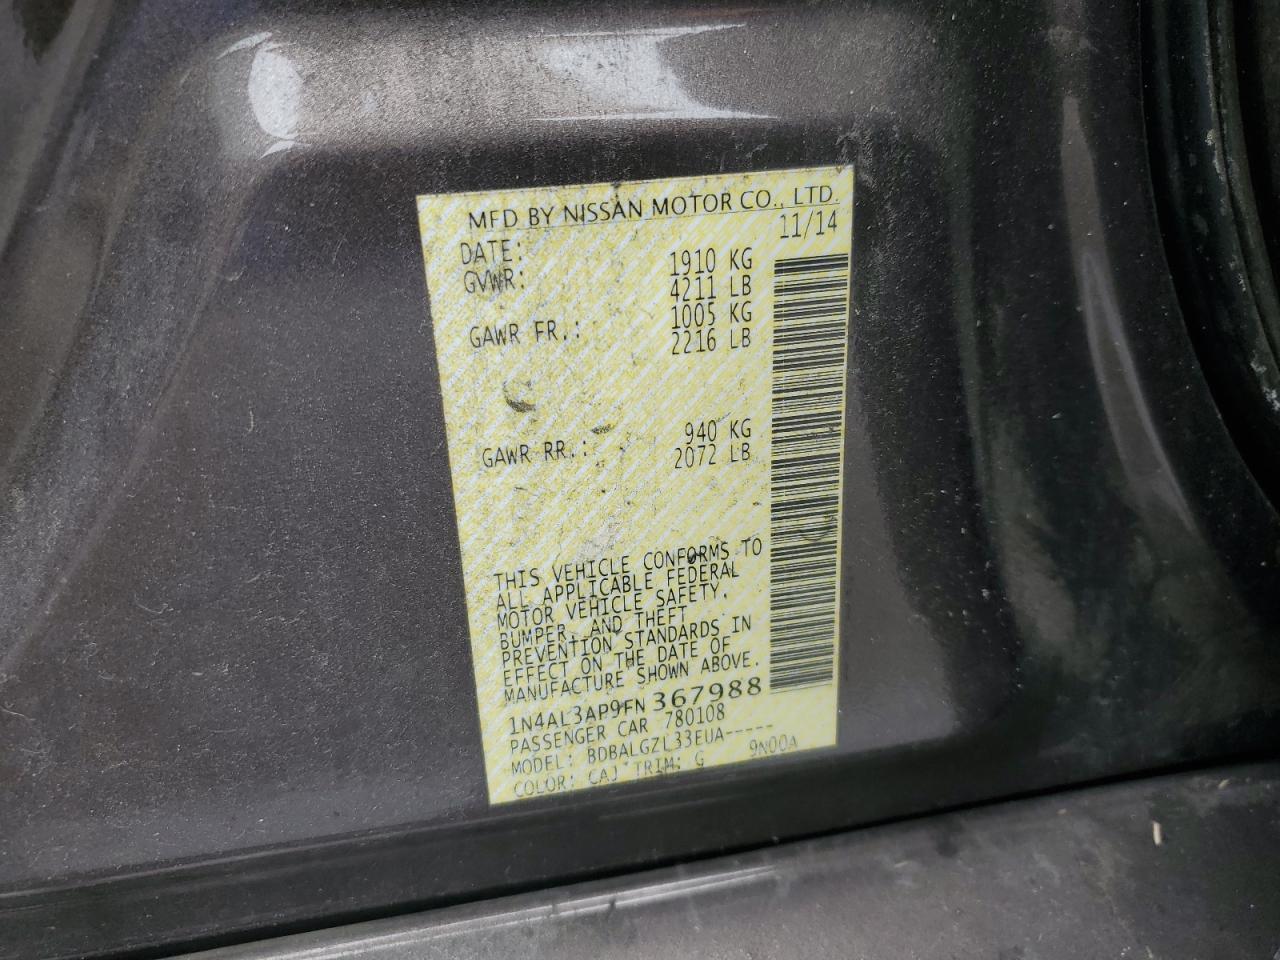 MFD BY NISSAN MOTOR CO., LTD.
DATE: 11/14
GVWR: 1910 KG
4211 LB
GAWR FR.: 1005 KG
2216 LB
GAWR RR.: 940 KG
2072 LB
THIS VEHICLE CONFORMS TO
ALL APPLICABLE FEDERAL
MOTOR VEHICLE SAFETY,
BUMPER, AND THEFT
PREVENTION STANDARDS IN
EFFECT ON THE DATE OF
MANUFACTURE SHOWN ABOVE.
1N4AL3AP9FN367988
PASSENGER CAR 780108
MODEL: BDBALGZL33EUA-----
COLOR: CAJ TRIM: G 9N00A